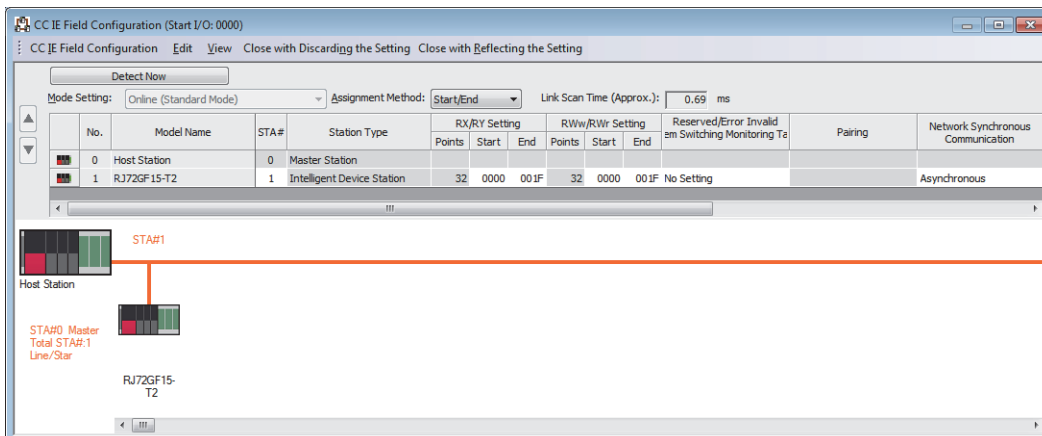 CC IE Field Configuration (Start I/O: 0000)
CC IE Field Configuration Edit View Close with Discarding the Setting Close with Reflecting the Setting
Detect Now
Mode Setting: Online (Standard Mode) Assignment Method: Start/End Link Scan Time (Approx.): 0.69 ms
No. Model Name STA# Station Type RX/RY Setting RWw/RWr Setting Reserved/Error Invalid Pairing Network Synchronous
Points Start End Points Start End em Switching Monitoring Ta Communication
0 Host Station 0 Master Station
1 RJ72GF15-T2 1 Intelligent Device Station 32 0000 001F 32 0000 001F No Setting Asynchronous
STA#1
Host Station
STA#0 Master
Total STA#:1
Line/Star
RJ72GF15-
T2